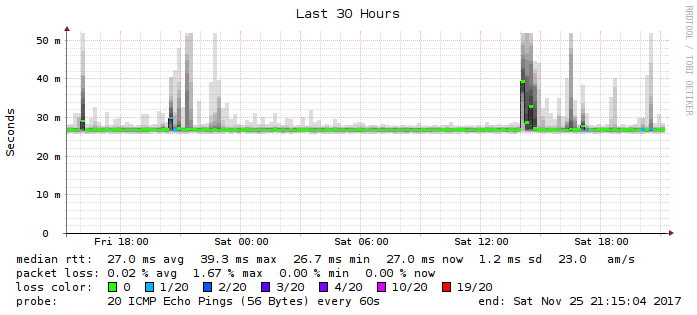 Last 30 Hours
RRDTOOL / TOBI OETIKER
Seconds
50 m
40 m
30 m
20 m
10 m
0
Fri 18:00 Sat 00:00 Sat 06:00 Sat 12:00 Sat 18:00
median rtt: 27.0 ms avg 39.3 ms max 26.7 ms min 27.0 ms now 1.2 ms sd 23.0 am/s
packet loss: 0.02 % avg 1.67 % max 0.00 % min 0.00 % now
loss color: 0 1/20 2/20 3/20 4/20 10/20 19/20
probe: 20 ICMP Echo Pings (56 Bytes) every 60s end: Sat Nov 25 21:15:04 2017